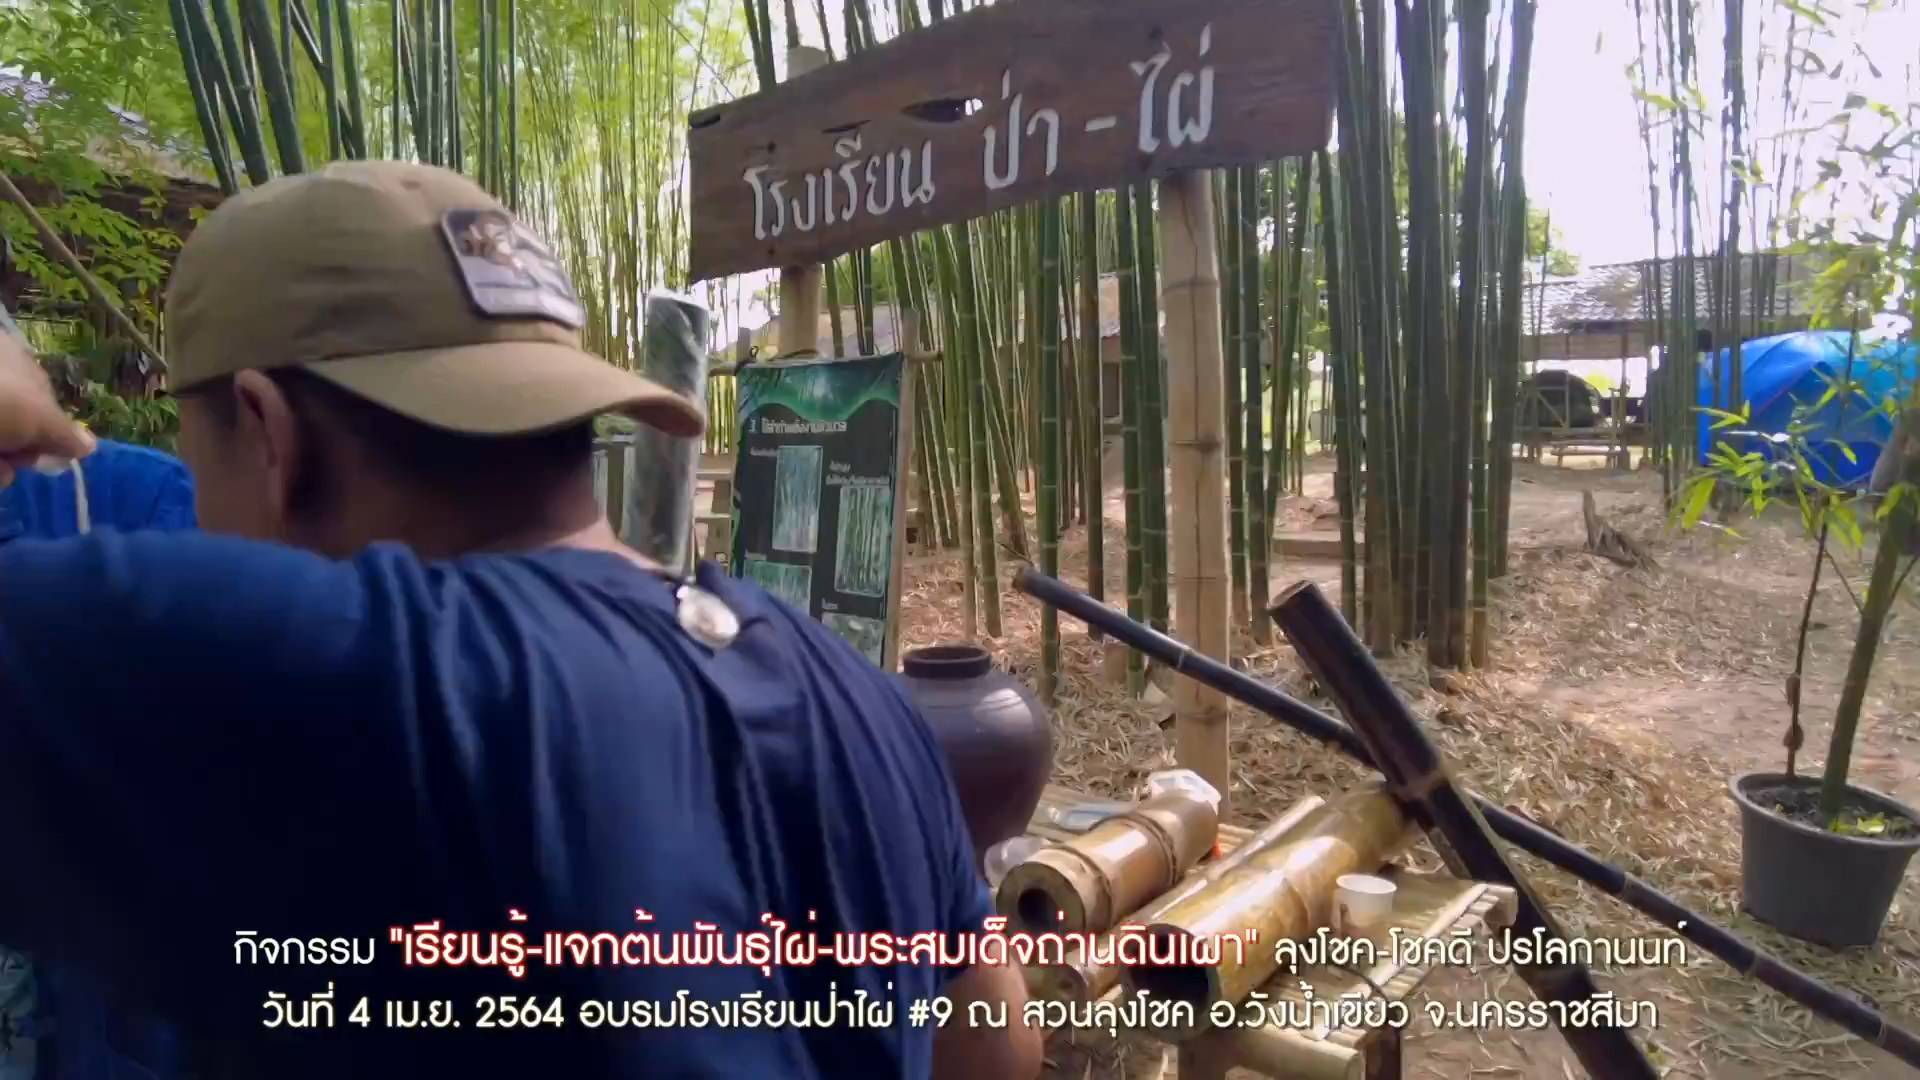 โรงเรียน ป่า-ไผ่
กิจกรรม "เรียนรู้-แจกต้นพันธุ์ไผ่-พระสมเด็จถ่านดินเผา" ลุงโชค-โชคดี ปรโลกานนท์
วันที่ 4 เม.ย. 2564 อบรมโรงเรียนป่าไผ่ #9 ณ สวนลุงโชค อ.วังน้ำเขียว จ.นครราชสีมา